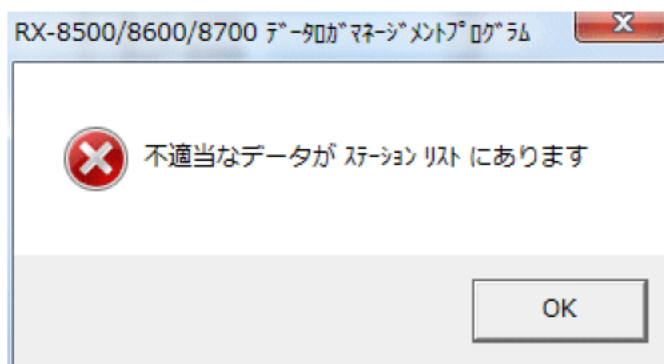 RX-8500/8600/8700 ﾃﾞｰﾀﾛｶﾞﾏﾈｰｼﾞﾒﾝﾄﾌﾟﾛｸﾞﾗﾑ
不適当なデータが ｽﾃｰｼｮﾝ ﾘｽﾄ にあります
OK